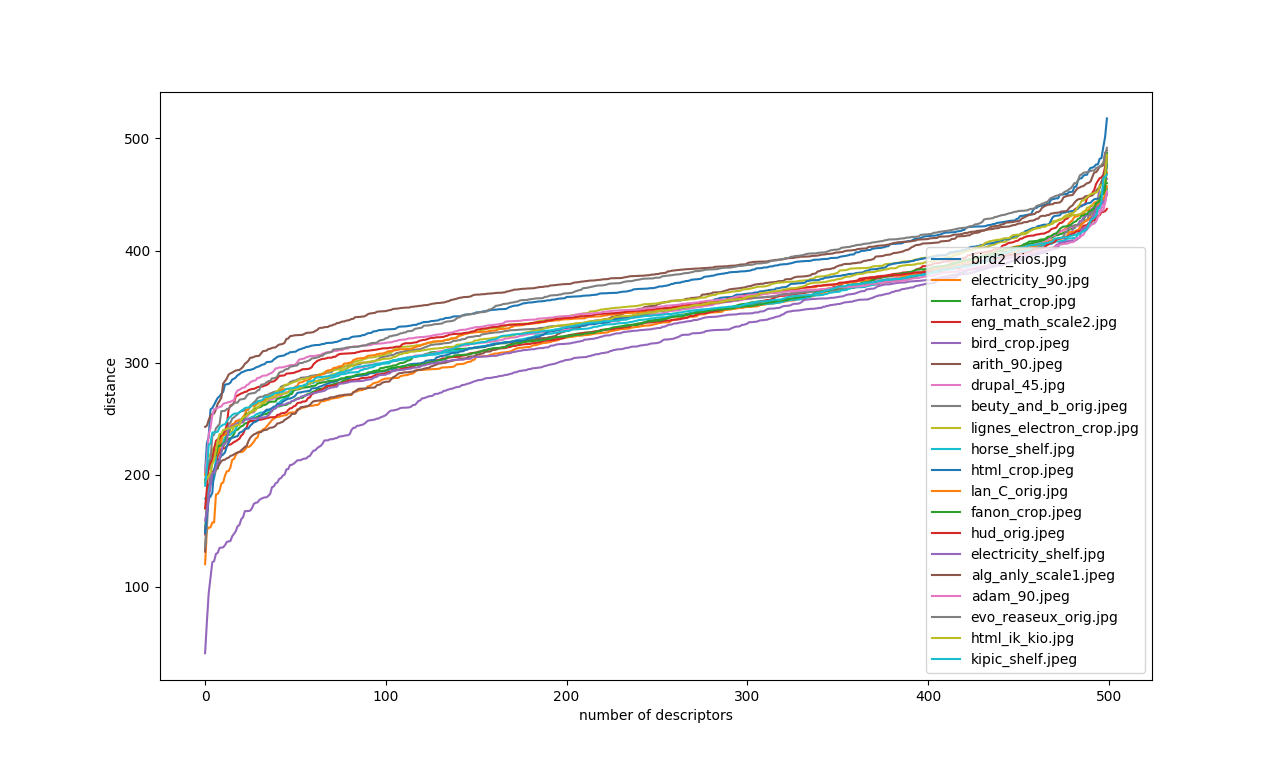 500
400
300
200
100
distance
0 100 200 300 400 500
number of descriptors
bird2_kios.jpg
electricity_90.jpg
farhat_crop.jpg
eng_math_scale2.jpg
bird_crop.jpeg
arith_90.jpeg
drupal_45.jpg
beuty_and_b_orig.jpeg
lignes_electron_crop.jpg
horse_shelf.jpg
html_crop.jpeg
lan_C_orig.jpg
fanon_crop.jpeg
hud_orig.jpeg
electricity_shelf.jpg
alg_anly_scale1.jpeg
adam_90.jpeg
evo_reaseux_orig.jpg
html_ik_kio.jpg
kipic_shelf.jpeg